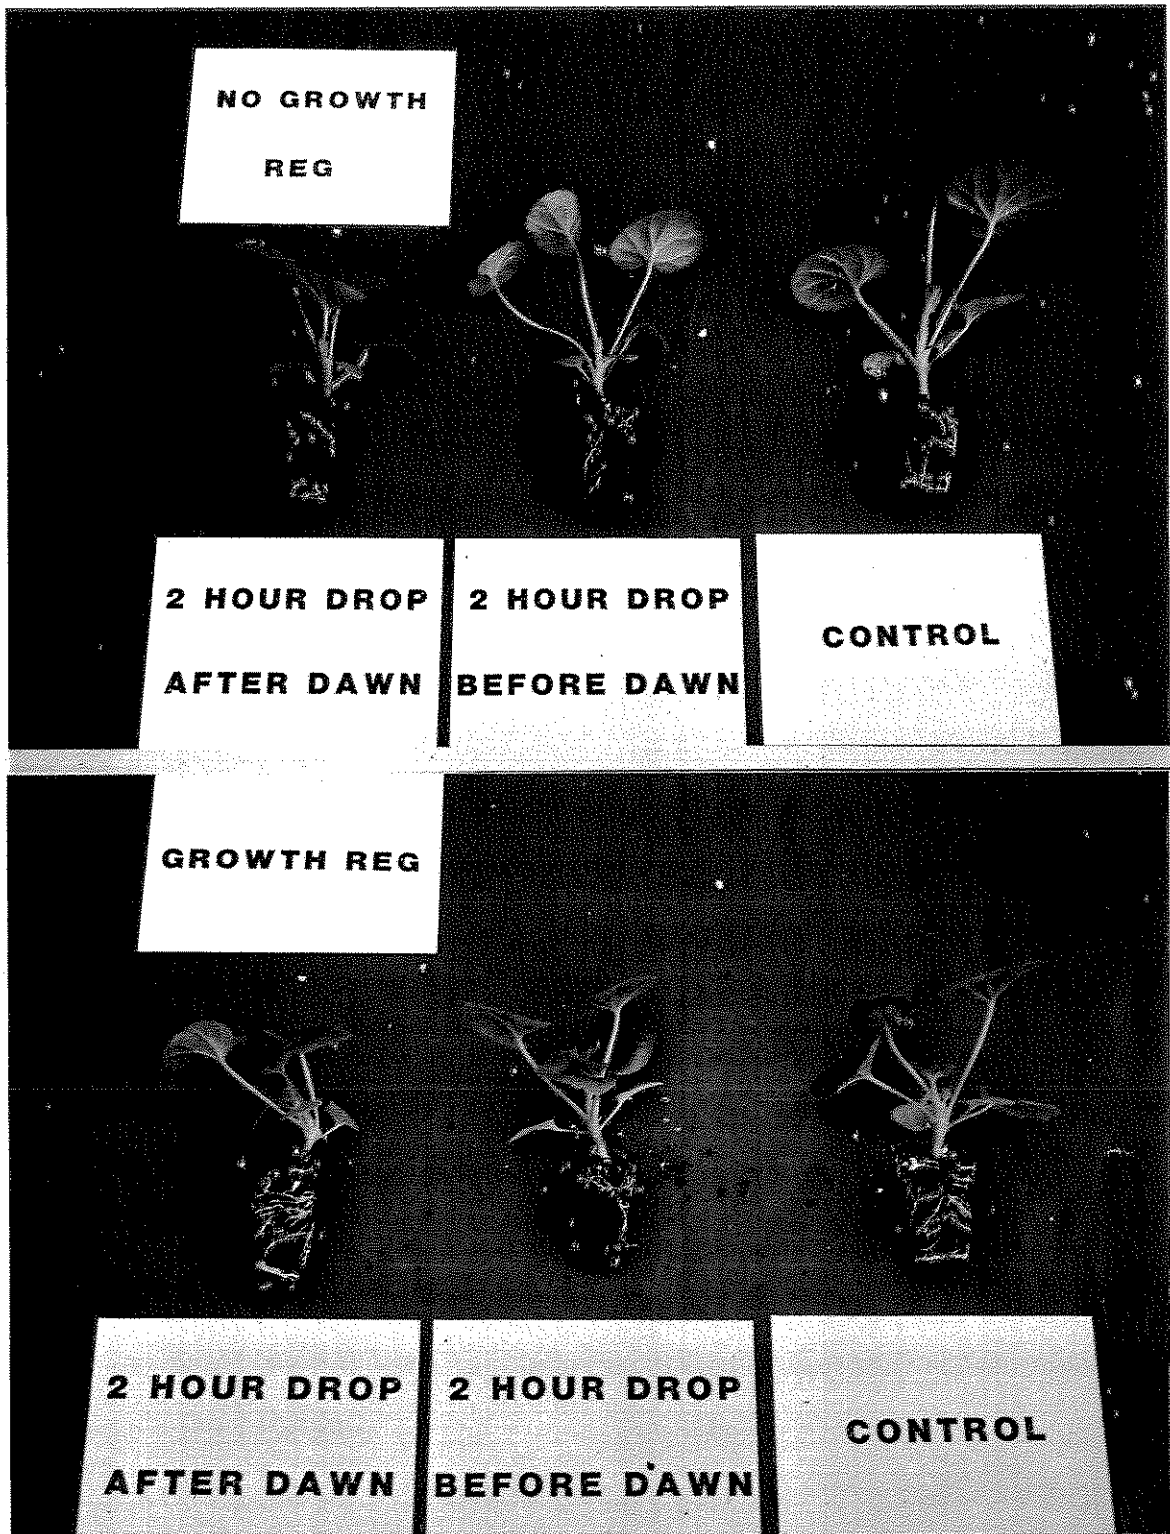 NO GROWTH
REG
2 HOUR DROP
AFTER DAWN
2 HOUR DROP
BEFORE DAWN
CONTROL
GROWTH REG
2 HOUR DROP
AFTER DAWN
2 HOUR DROP
BEFORE DAWN
CONTROL